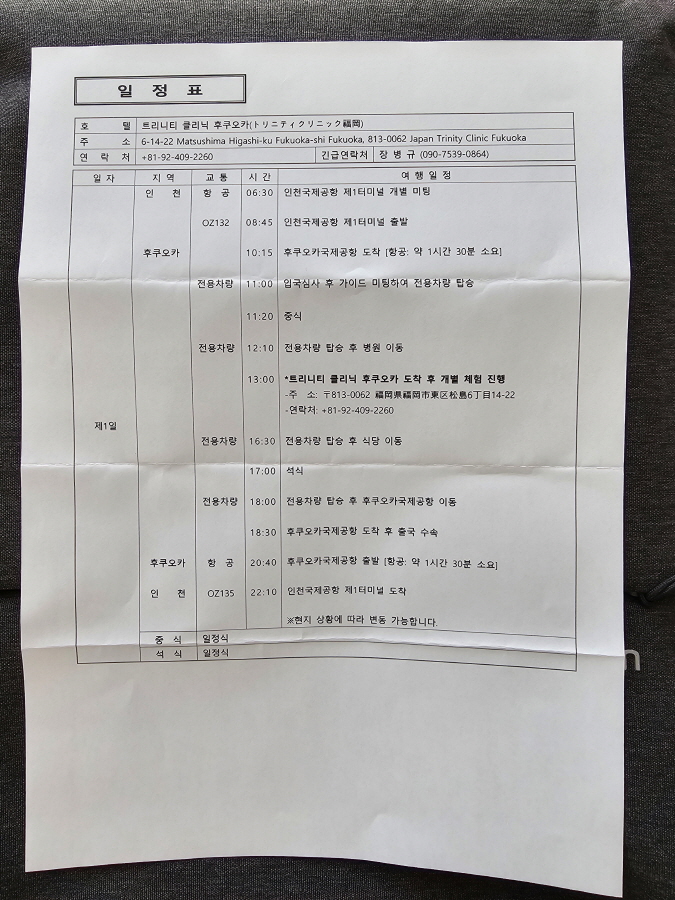 일 정 표
호 텔 트리니티 클리닉 후쿠오카(トリニティクリニック福岡)
주 소 6-14-22 Matsushima Higashi-ku Fukuoka-shi Fukuoka, 813-0062 Japan Trinity Clinic Fukuoka
연 락 처 +81-92-409-2260 긴급연락처 장 병 규 (090-7539-0864)
일 자 지 역 교 통 시 간 여 행 일 정
인 천 항 공 06:30 인천국제공항 제1터미널 개별 미팅
OZ132 08:45 인천국제공항 제1터미널 출발
후쿠오카 10:15 후쿠오카국제공항 도착 [항공: 약 1시간 30분 소요]
전용차량 11:00 입국심사 후 가이드 미팅하여 전용차량 탑승
11:20 중식
전용차량 12:10 전용차량 탑승 후 병원 이동
13:00 *트리니티 클리닉 후쿠오카 도착 후 개별 체험 진행
-주 소: 〒813-0062 福岡県福岡市東区松島6丁目14-22
-연락처: +81-92-409-2260
제1일
전용차량 16:30 전용차량 탑승 후 식당 이동
17:00 석식
전용차량 18:00 전용차량 탑승 후 후쿠오카국제공항 이동
18:30 후쿠오카국제공항 도착 후 출국 수속
후쿠오카 항 공 20:40 후쿠오카국제공항 출발 [항공: 약 1시간 30분 소요]
인 천 OZ135 22:10 인천국제공항 제1터미널 도착
※현지 상황에 따라 변동 가능합니다.
중 식 일정식
석 식 일정식